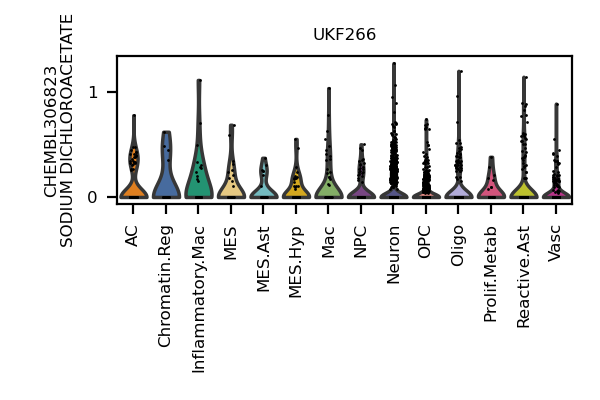 UKF266
CHEMBL306823
SODIUM DICHLOROACETATE
1
0
AC
Chromatin.Reg
Inflammatory.Mac
MES
MES.Ast
MES.Hyp
Mac
NPC
Neuron
OPC
Oligo
Prolif.Metab
Reactive.Ast
Vasc